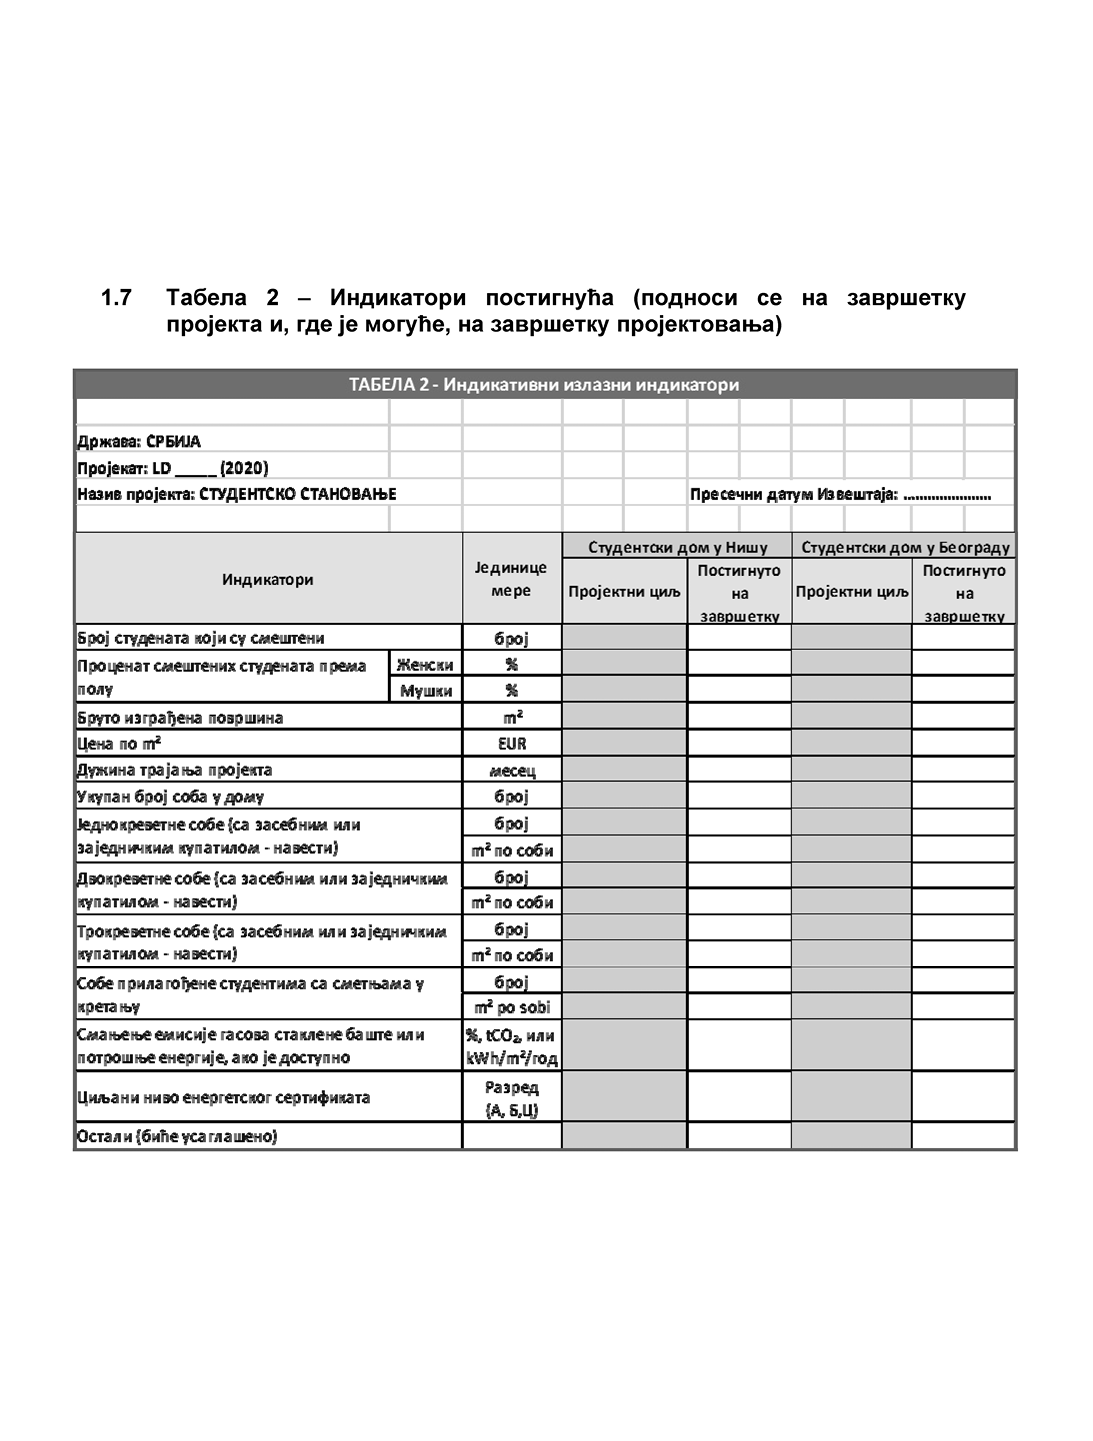 1.7 Табела 2 – Индикатори постигнућа (подноси се на завршетку
пројекта и, где је могуће, на завршетку пројектовања)
ТАБЕЛА 2 - Индикативни излазни индикатори
Држава: СРБИЈА
Пројекат: LD _____ (2020)
Назив пројекта: СТУДЕНТСКО СТАНОВАЊЕ Пресечни датум Извештаја: ......................
Студентски дом у Нишу Студентски дом у Београду
Индикатори
Јединице
мере
Пројектни циљ
Постигнуто
на
завршетку
Пројектни циљ
Постигнуто
на
завршетку
Број студената који су смештени број
Проценат смештених студената према
полу
Женски %
Мушки %
Бруто изграђена површина m²
Цена по m² EUR
Дужина трајања пројекта месец
Укупан број соба у дому број
Једнокреветне собе (са засебним или
заједничким купатилом - навести)
број
m² по соби
Двокреветне собе (са засебним или заједничким
купатилом - навести)
број
m² по соби
Трокреветне собе (са засебним или заједничким
купатилом - навести)
број
m² по соби
Собе прилагођене студентима са сметњама у
кретању
број
m² po sobi
Смањење емисије гасова стаклене баште или
потрошње енергије, ако је доступно
%, tCO₂, или
kWh/m²/год
Циљани ниво енергетског сертификата
Разред
(А, Б,Ц)
Остали (биће усаглашено)